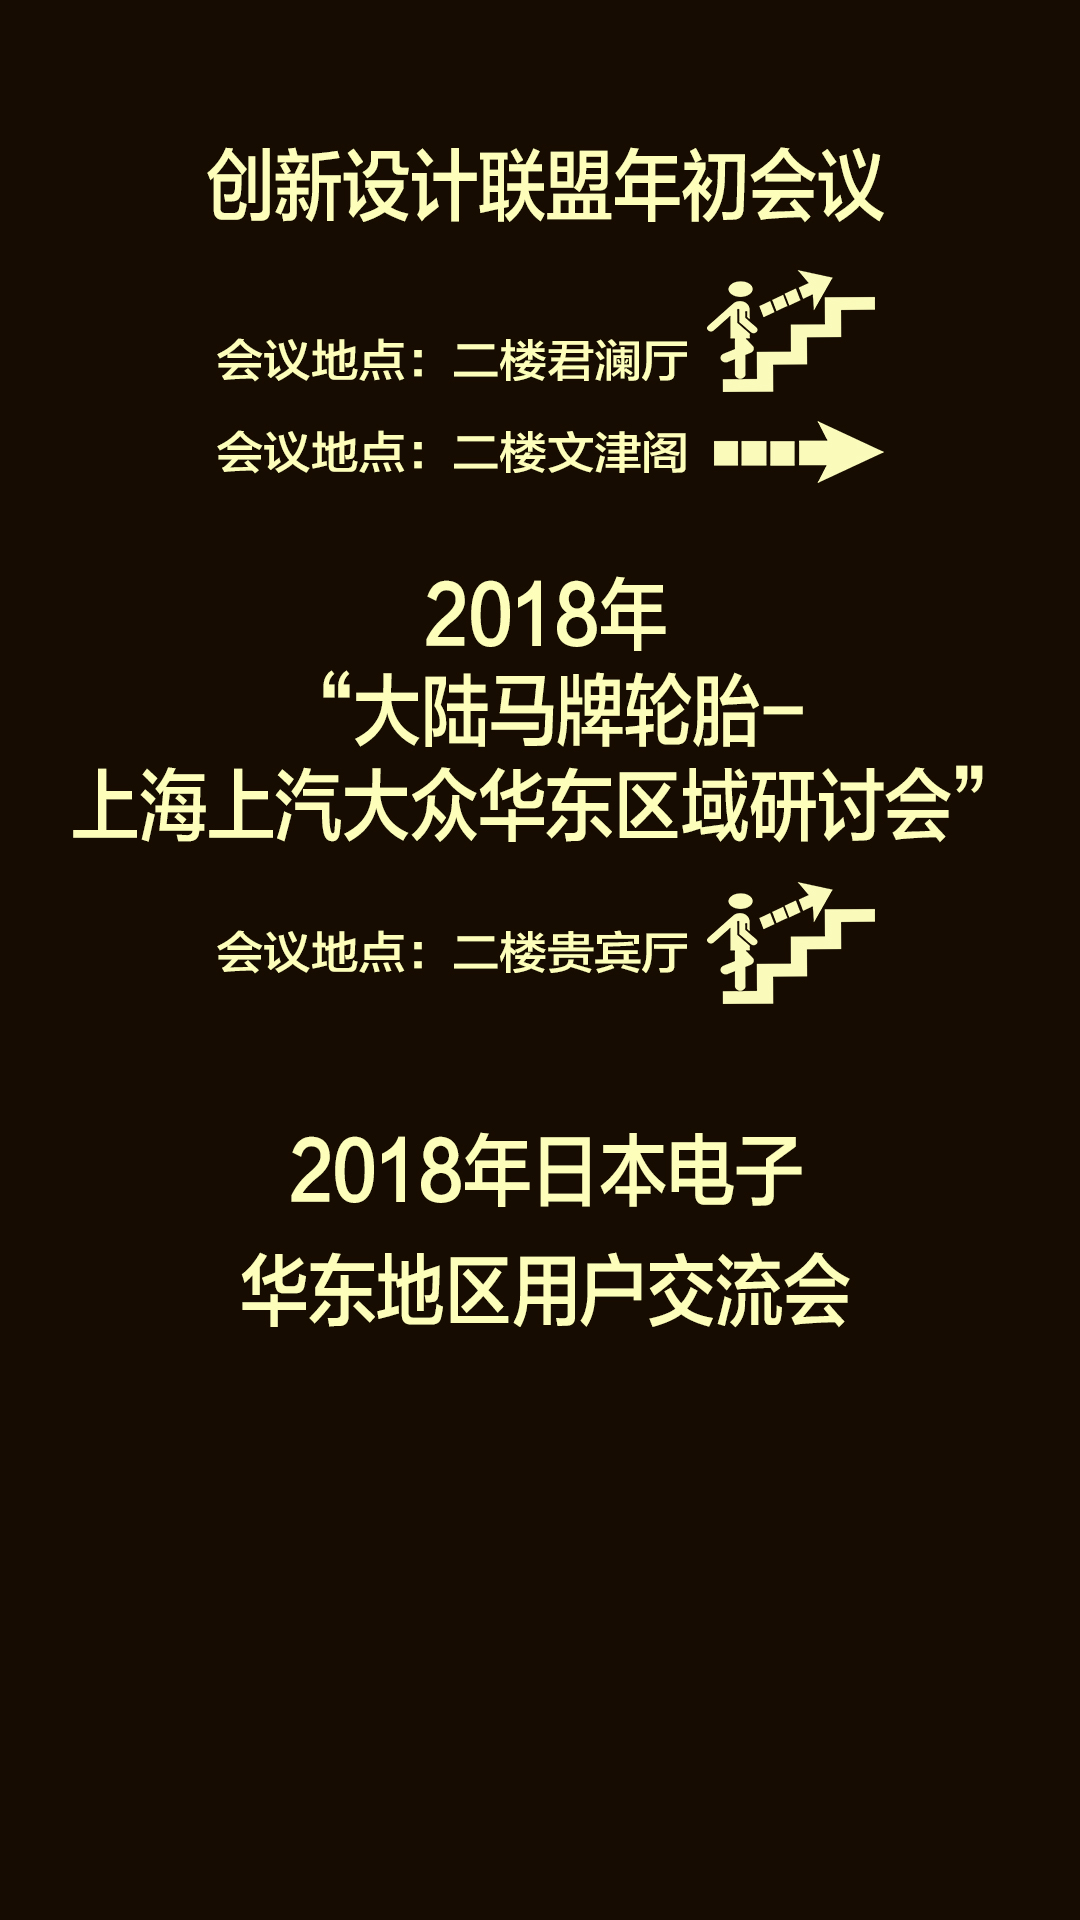 创新设计联盟年初会议
会议地点：二楼君澜厅
会议地点：二楼文津阁
2018年
“大陆马牌轮胎-
上海上汽大众华东区域研讨会”
会议地点：二楼贵宾厅
2018年日本电子
华东地区用户交流会